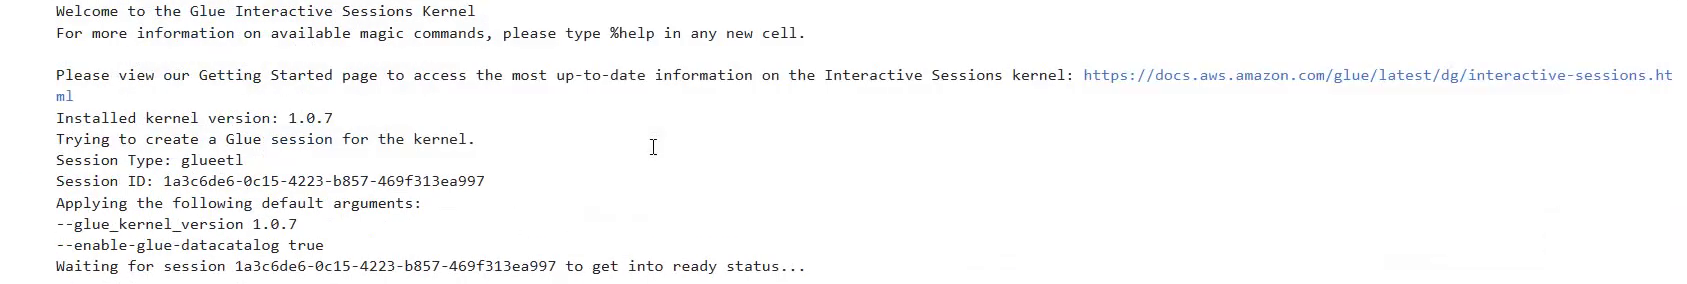 Welcome to the Glue Interactive Sessions Kernel
For more information on available magic commands, please type %help in any new cell.
Please view our Getting Started page to access the most up-to-date information on the Interactive Sessions kernel: https://docs.aws.amazon.com/glue/latest/dg/interactive-sessions.ht
ml
Installed kernel version: 1.0.7
Trying to create a Glue session for the kernel.
Session Type: glueetl
Session ID: 1a3c6de6-0c15-4223-b857-469f313ea997
Applying the following default arguments:
--glue_kernel_version 1.0.7
--enable-glue-datacatalog true
Waiting for session 1a3c6de6-0c15-4223-b857-469f313ea997 to get into ready status...